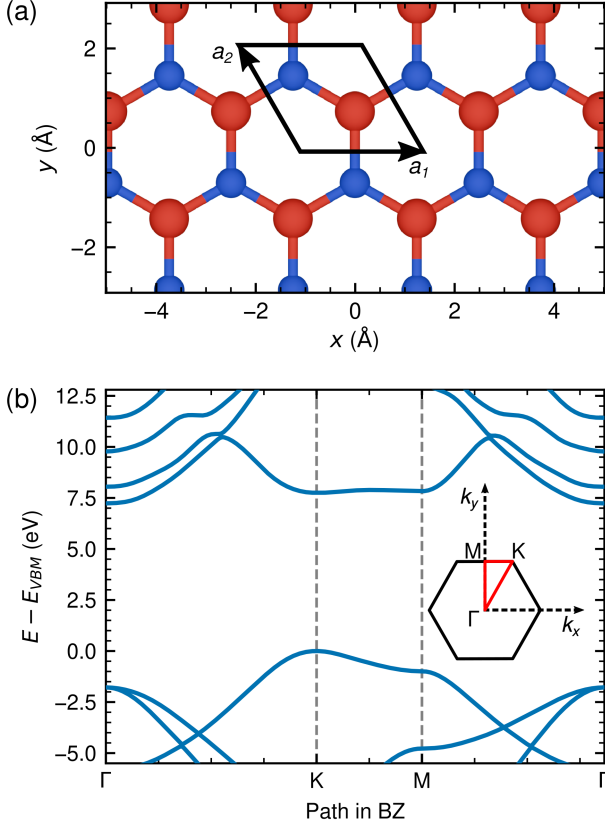 (a)
2
0
−2
y (Å)
a2
a1
−4
−2
0
2
4
x (Å)
(b)
12.5
10.0
7.5
5.0
2.5
0.0
−2.5
−5.0
E − EVBM (eV)
ky
M
K
Γ
kx
Γ
K
M
Γ
Path in BZ